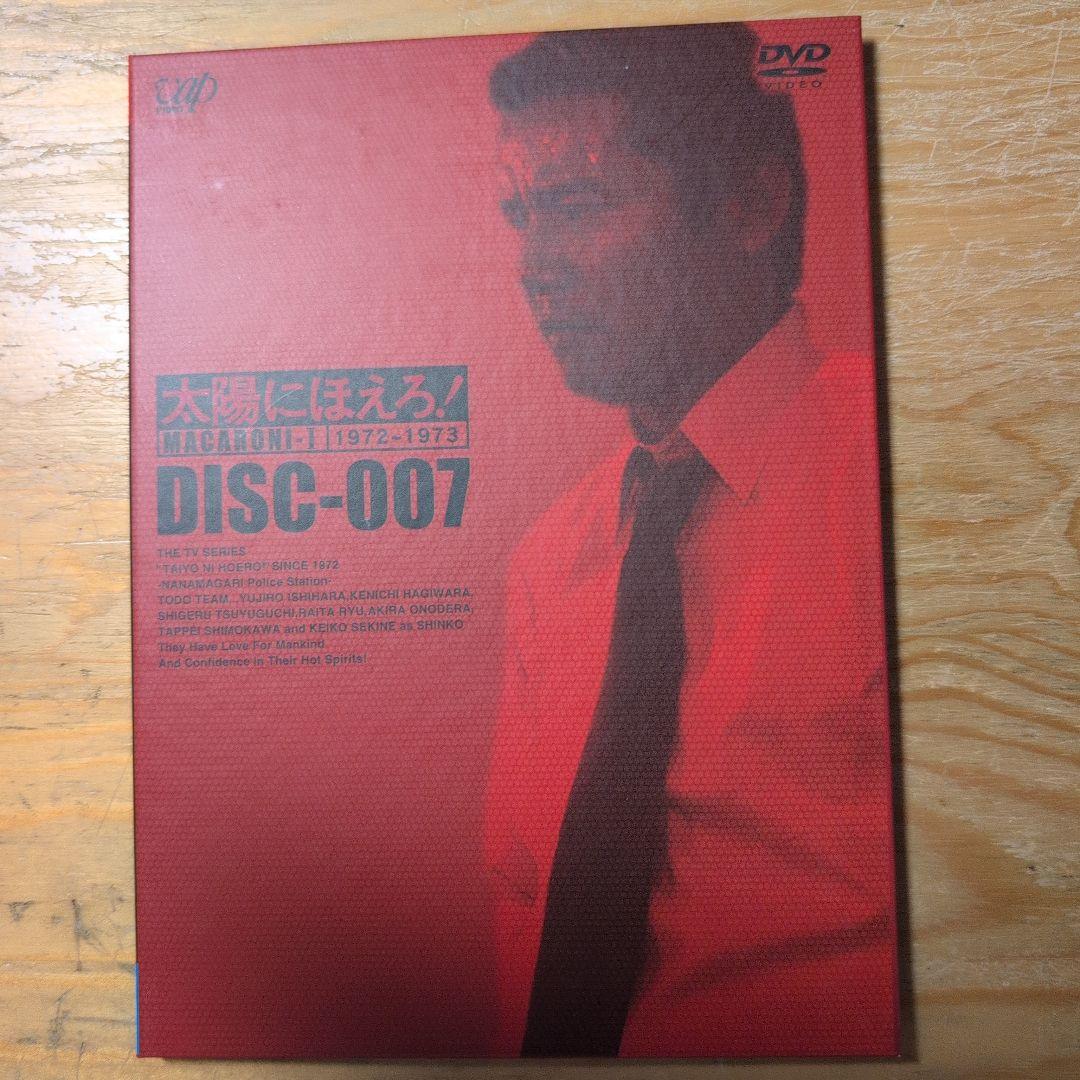 vap
VIDEO
DVD
VIDEO
太陽にほえろ!
MACARONI-I 1972~1973
DISC-007
THE TV SERIES
"TAIYO NI HOERO!" SINCE 1972
-NANAMAGARI Police Station-
TODO TEAM...YUJIRO ISHIHARA,KENICHI HAGIWARA,
SHIGERU TSUYUGUCHI,RAITA RYU,AKIRA ONODERA,
TAPPEI SHIMOKAWA and KEIKO SEKINE as SHINKO
They Have Love For Mankind
And Confidence in Their Hot Spirits!